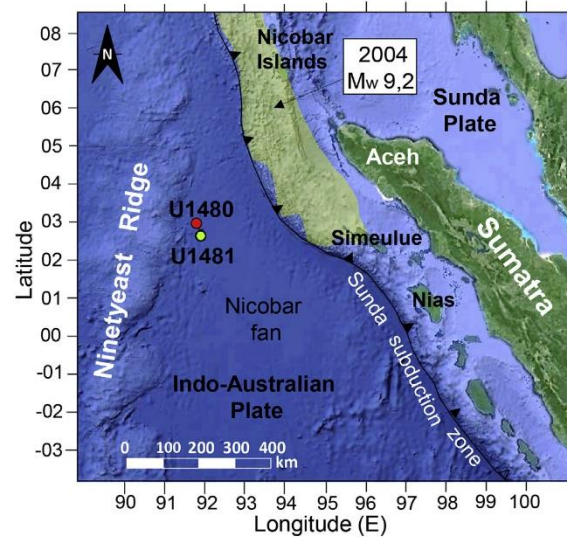 08
07
06
05
04
03
02
01
00
-01
-02
-03
Latitude
N
Nicobar
Islands
2004
Mw 9,2
Sunda
Plate
Aceh
Sumatra
Ninetyeast Ridge
U1480
U1481
Simeulue
Nias
Nicobar
fan
Sunda subduction zone
Indo-Australian
Plate
0 100 200 300 400
km
90 91 92 93 94 95 96 97 98 99 100
Longitude (E)